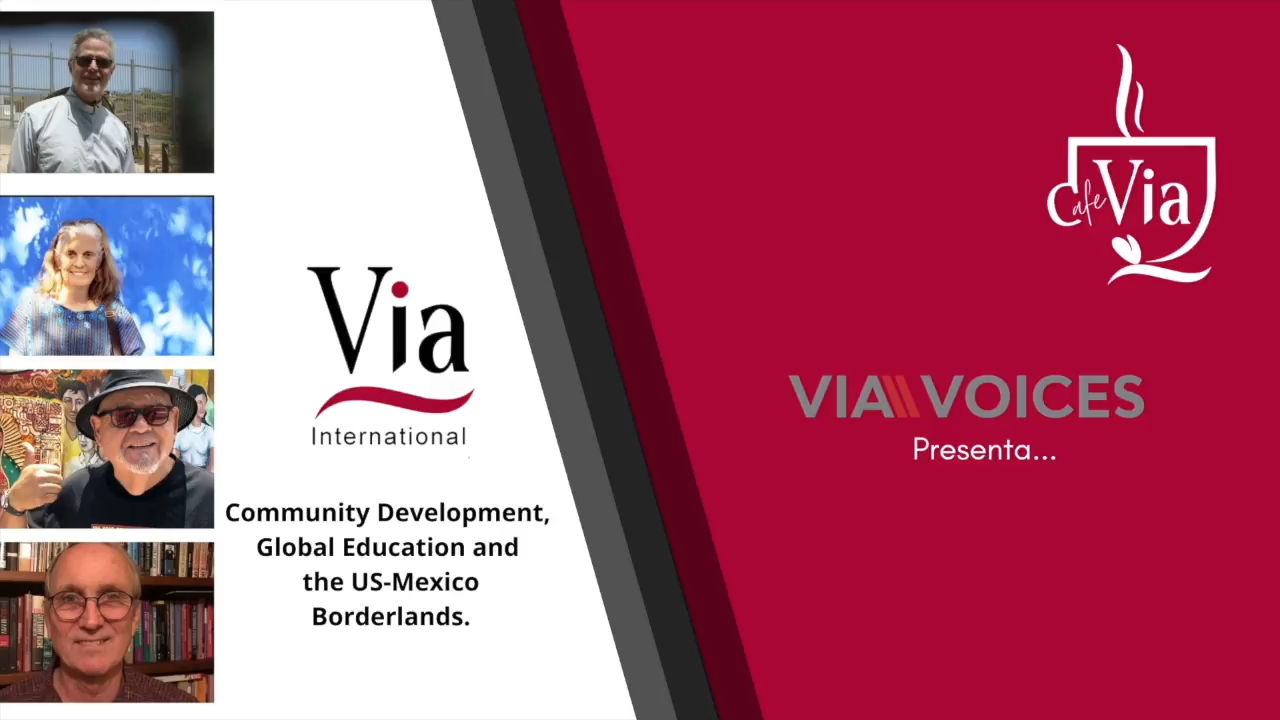 Via
International
Community Development,
Global Education and
the US-Mexico
Borderlands.
Cafe Via
VIA VOICES
Presenta...